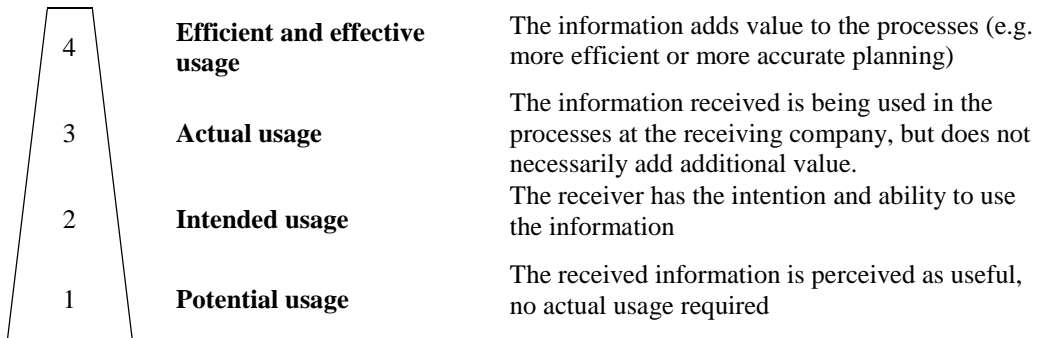 4
Efficient and effective
usage
The information adds value to the processes (e.g.
more efficient or more accurate planning)
3
Actual usage
The information received is being used in the
processes at the receiving company, but does not
necessarily add additional value.
2
Intended usage
The receiver has the intention and ability to use
the information
1
Potential usage
The received information is perceived as useful,
no actual usage required